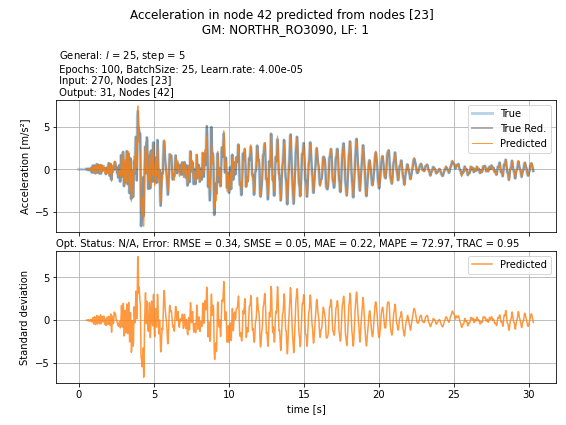 Acceleration in node 42 predicted from nodes [23]
GM: NORTHR_RO3090, LF: 1
General: l = 25, step = 5
Epochs: 100, BatchSize: 25, Learn.rate: 4.00e-05
Input: 270, Nodes [23]
Output: 31, Nodes [42]
Acceleration [m/s²]
5
0
−5
True
True Red.
Predicted
Opt. Status: N/A, Error: RMSE = 0.34, SMSE = 0.05, MAE = 0.22, MAPE = 72.97, TRAC = 0.95
Standard deviation
5
0
−5
Predicted
0 5 10 15 20 25 30
time [s]